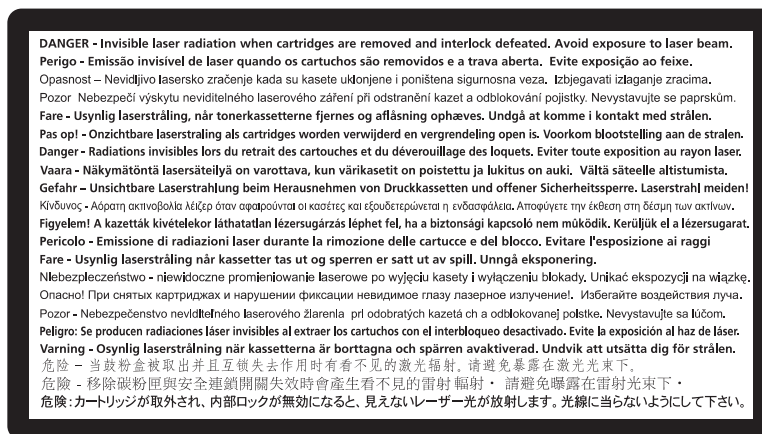 DANGER - Invisible laser radiation when cartridges are removed and interlock defeated. Avoid exposure to laser beam.
Perigo - Emissão invisível de laser quando os cartuchos são removidos e a trava aberta. Evite exposição ao feixe.
Opasnost – Nevidljivo lasersko zračenje kada su kasete uklonjene i poništena sigurnosna veza. Izbjegavati izlaganje zracima.
Pozor Nebezpečí výskytu neviditelného laserového záření při odstranění kazet a odblokování pojistky. Nevystavujte se paprskům.
Fare - Usynlig laserstråling, når tonerkassetterne fjernes og aflåsning ophæves. Undgå at komme i kontakt med strålen.
Pas op! - Onzichtbare laserstraling als cartridges worden verwijderd en vergrendeling open is. Voorkom blootstelling aan de stralen.
Danger - Radiations invisibles lors du retrait des cartouches et du déverouillage des loquets. Eviter toute exposition au rayon laser.
Vaara - Näkymätöntä lasersäteilyä on varottava, kun värikasetit on poistettu ja lukitus on auki. Vältä säteelle altistumista.
Gefahr – Unsichtbare Laserstrahlung beim Herausnehmen von Druckkassetten und offener Sicherheitssperre. Laserstrahl meiden!
Κίνδυνος - Αόρατη ακτινοβολία λέιζερ όταν αφαιρούνται οι κασέτες και εξουδετερώνεται η ενδασφάλεια. Αποφύγετε την έκθεση στη δέσμη των ακτίνων.
Figyelem! A kazetták kivételekor láthatatlan lézersugárzás léphet fel, ha a biztonsági kapcsoló nem működik. Kerüljük el a lézersugarat.
Pericolo - Emissione di radiazioni laser durante la rimozione delle cartucce e del blocco. Evitare l'esposizione ai raggi
Fare - Usynlig laserstråling når kassetter tas ut og sperren er satt ut av spill. Unngå eksponering.
NIebezpIeczeństwo - niewidoczne promieniowanie laserowe po wyjęciu kasety i wyłączeniu blokady. Unikać ekspozycji na wiązkę.
Опасно! При снятых картриджах и нарушении фиксации невидимое глазу лазерное излучение!. Избегайте воздействия луча.
Pozor - Nebezpečenstvo nevIdIteľného laserového žIarenIa prI odobratých kazetá ch a odblokovanej poIstke. Nevystavujte sa lúčom.
Peligro: Se producen radiaciones láser invisibles al extraer los cartuchos con el interbloqueo desactivado. Evite la exposición al haz de láser.
Varning - Osynlig laserstrålning när kassetterna är borttagna och spärren avaktiverad. Undvik att utsätta dig för strålen.
危险 – 当鼓粉盒被取出并且互锁失去作用时有看不见的激光辐射。请避免暴露在激光光束下。
危險 - 移除碳粉匣與安全連鎖開關失效時會產生看不見的雷射 輻射・ 請避免曝露在雷射光束下・
危険：カートリッジが取外され、内部ロックが無効になると、見えないレーザー光が放射します。光線に当らないようにして下さい。